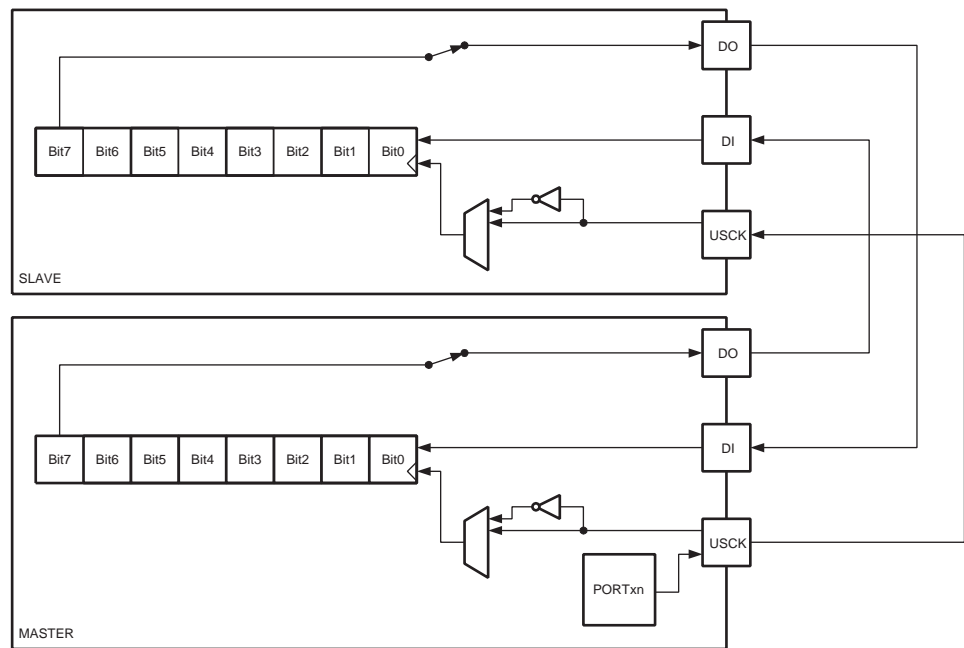 DO
Bit7 Bit6 Bit5 Bit4 Bit3 Bit2 Bit1 Bit0
DI
USCK
SLAVE
DO
Bit7 Bit6 Bit5 Bit4 Bit3 Bit2 Bit1 Bit0
DI
USCK
PORTxn
MASTER